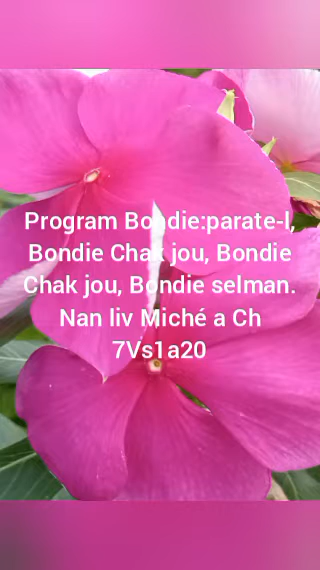 Program Bondie:parate-l,
Bondie Chak jou, Bondie
Chak jou, Bondie selman.
Nan liv Miché a Ch
7Vs1a20